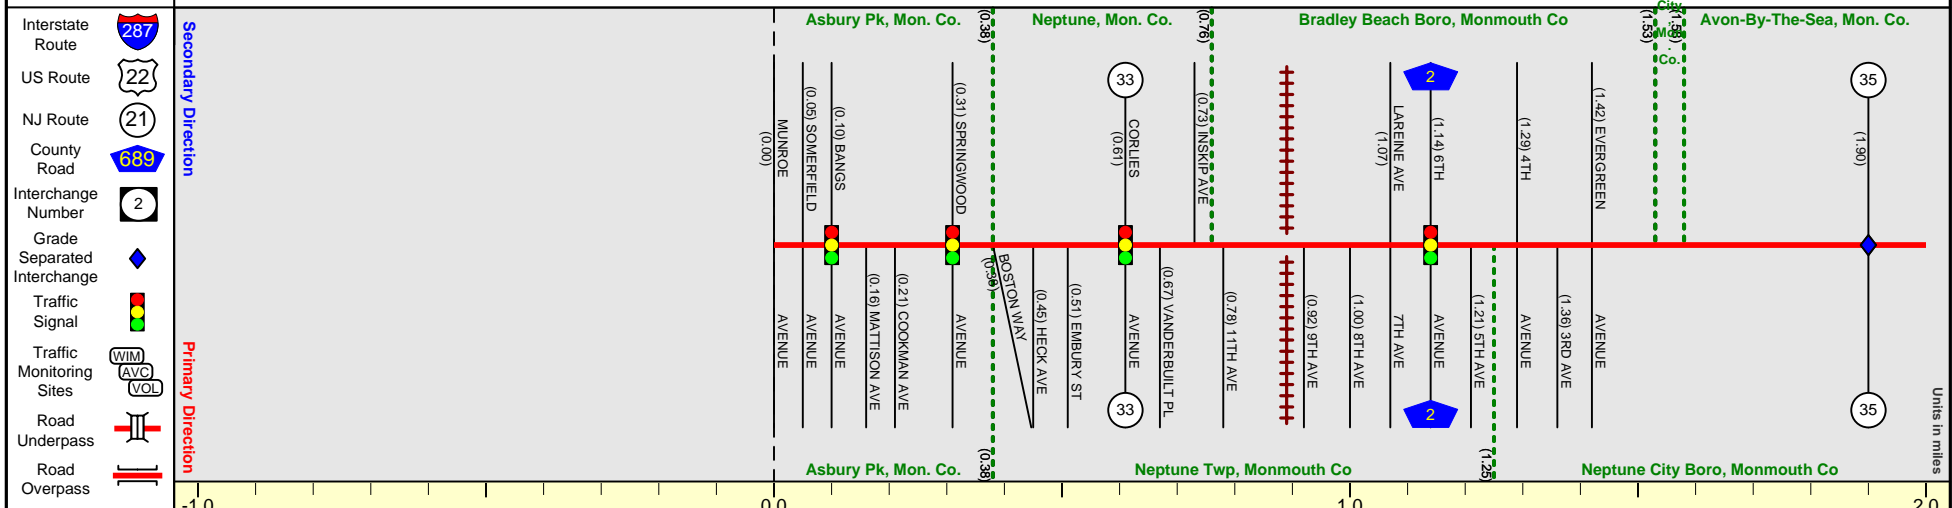 Interstate
Route
287
US Route
22
NJ Route
21
County
Road
689
Interchange
Number
2
Grade
Separated
Interchange
Traffic
Signal
Traffic
Monitoring
Sites
WIM
AVC
VOL
Road
Underpass
Road
Overpass
Secondary Direction
Primary Direction
Asbury Pk, Mon. Co.
(0.38)
Neptune, Mon. Co.
(0.76)
Bradley Beach Boro, Monmouth Co
(1.53)
City
Mon
.
Co.
(1.58)
Avon-By-The-Sea, Mon. Co.
MUNROE
(0.00)
(0.05) SOMERFIELD
(0.10) BANGS
(0.31) SPRINGWOOD
33
CORLIES
(0.61)
(0.73) INSKIP AVE
LAREINE AVE
(1.07)
2
(1.14) 6TH
(1.29) 4TH
(1.42) EVERGREEN
35
(1.90)
AVENUE
AVENUE
AVENUE
(0.16) MATTISON AVE
(0.21) COOKMAN AVE
AVENUE
(0.38)
BOSTON WAY
(0.45) HECK AVE
(0.51) EMBURY ST
AVENUE
33
(0.67) VANDERBUILT PL
(0.78) 11TH AVE
(0.92) 9TH AVE
(1.00) 8TH AVE
7TH AVE
AVENUE
2
(1.21) 5TH AVE
AVENUE
(1.36) 3RD AVE
AVENUE
35
Units in miles
Asbury Pk, Mon. Co.
(0.38)
Neptune Twp, Monmouth Co
(1.25)
Neptune City Boro, Monmouth Co
-1.0
0.0
1.0
2.0